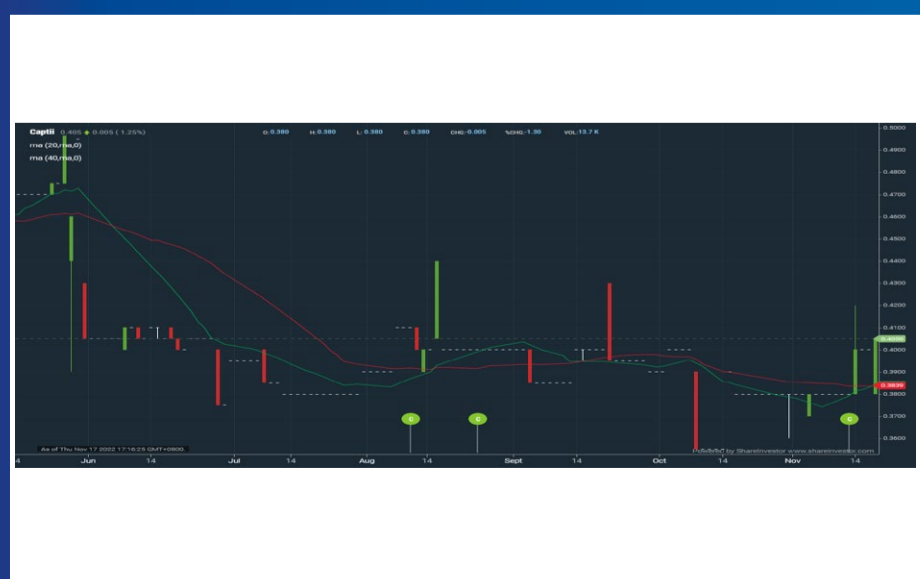 Captii 0.405 0.005 ( 1.25%) O:0.380 H:0.380 L: 0.380 C: 0.380 CHG:-0.005 %CHG:-1.30 VOL:13.7 K
ma (20,ma,0)
ma (40,ma,0)
0.5000
0.4900
0.4800
0.4700
0.4600
0.4500
0.4400
0.4300
0.4200
0.4100
0.4050
0.4000
0.3900
0.3839
0.3800
0.3700
0.3600
C C C
As of Thu Nov 17 2022 17:16:25 GMT+0800. Powered by ShareInvestor www.shareinvestor.com
4 Jun 14 Jul 14 Aug 14 Sept 14 Oct 14 Nov 14